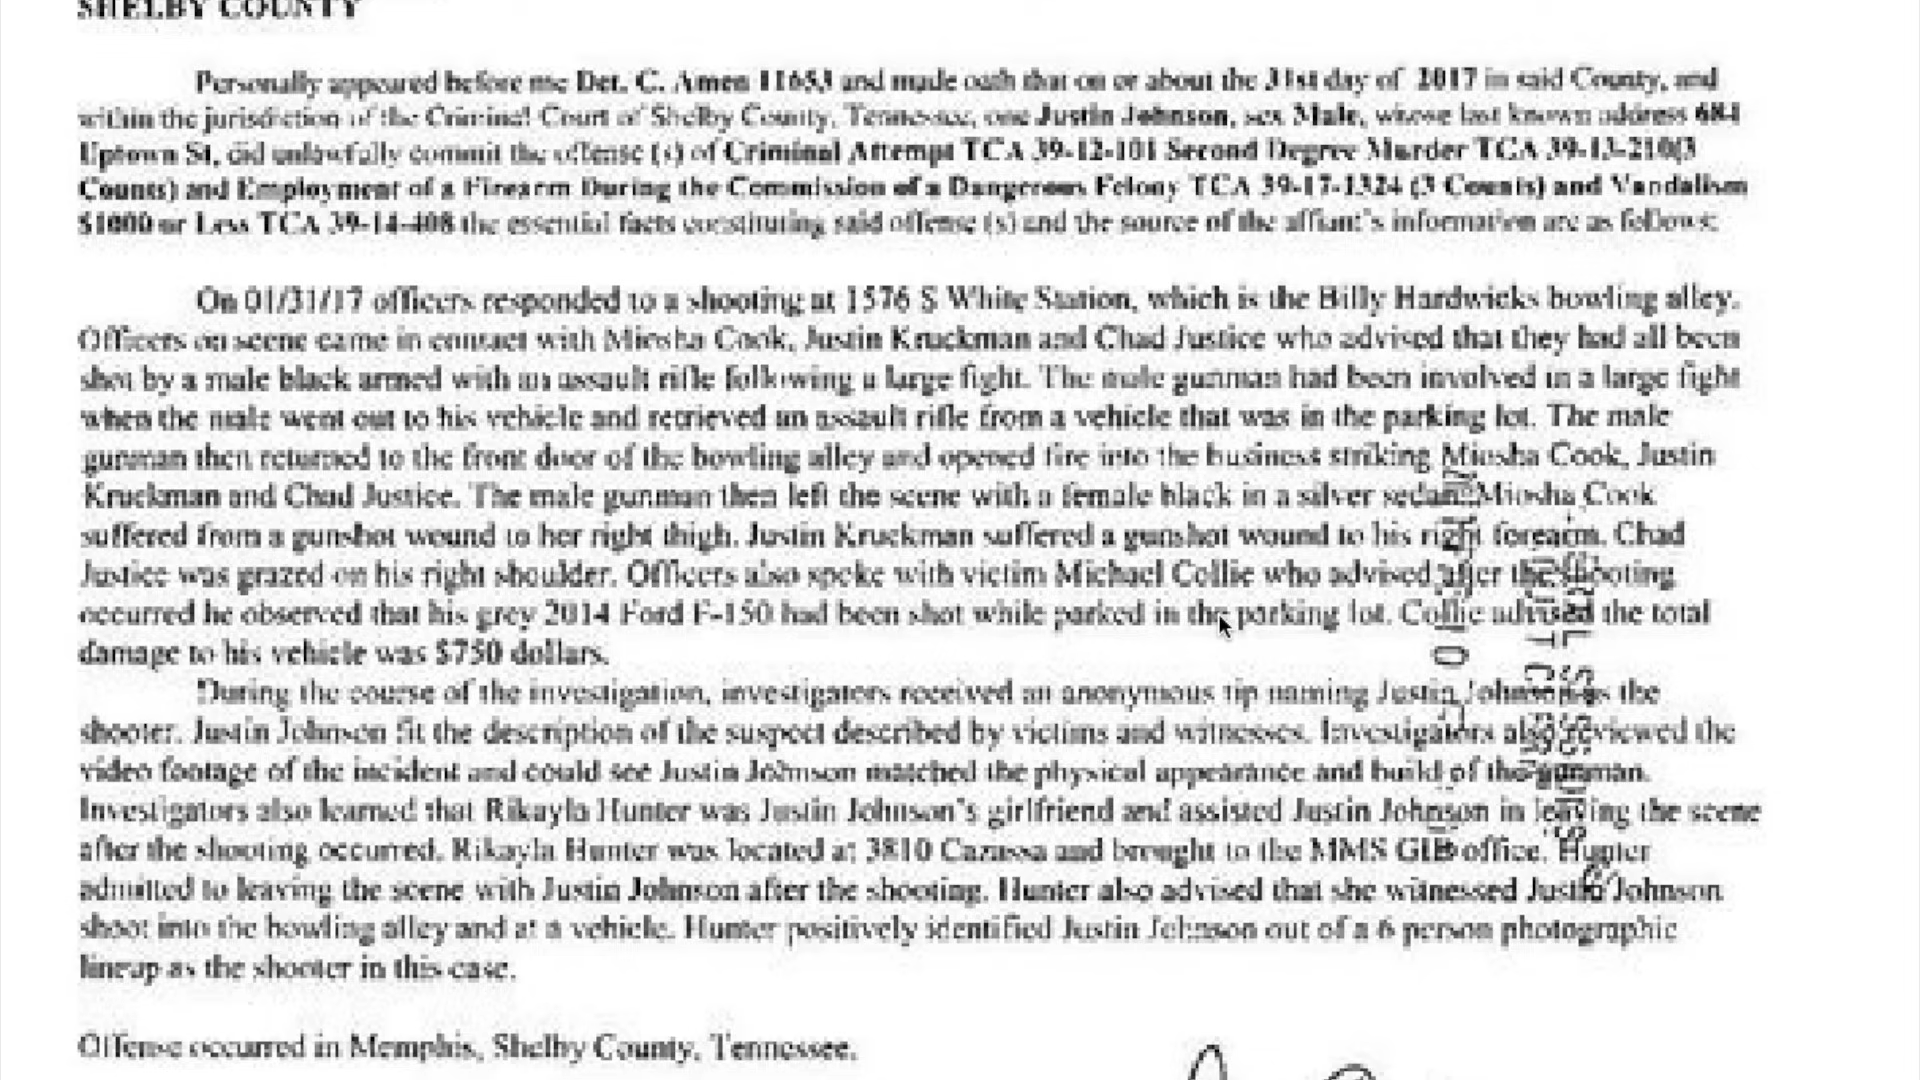 SHELBY COUNTY
Personally appeared before me Det. C. Amen 11653 and made oath that on or about the 31st day of 2017 in said County, and
within the jurisdiction of the Criminal Court of Shelby County, Tennessee, one Justin Johnson, sex Male, whose last known address 684
Uptown St, did unlawfully commit the offense (s) of Criminal Attempt TCA 39-12-101 Second Degree Murder TCA 39-13-210(3
Counts) and Employment of a Firearm During the Commission of a Dangerous Felony TCA 39-17-1324 (3 Counts) and Vandalism
$1000 or Less TCA 39-14-408 the essential facts constituting said offense (s) and the source of the affiant's information are as follows:
On 01/31/17 officers responded to a shooting at 1576 S White Station, which is the Billy Hardwicks bowling alley.
Officers on scene came in contact with Miosha Cook, Justin Kruckman and Chad Justice who advised that they had all been
shot by a male black armed with an assault rifle following a large fight. The male gunman had been involved in a large fight
when the male went out to his vehicle and retrieved an assault rifle from a vehicle that was in the parking lot. The male
gunman then returned to the front door of the bowling alley and opened fire into the business striking Miosha Cook, Justin
Kruckman and Chad Justice. The male gunman then left the scene with a female black in a silver sedan. Miosha Cook
suffered from a gunshot wound to her right thigh. Justin Kruckman suffered a gunshot wound to his right forearm. Chad
Justice was grazed on his right shoulder. Officers also spoke with victim Michael Collie who advised after the shooting
occurred he observed that his grey 2014 Ford F-150 had been shot while parked in the parking lot. Collie advised the total
damage to his vehicle was $750 dollars.
During the course of the investigation, investigators received an anonymous tip naming Justin Johnson as the
shooter. Justin Johnson fit the description of the suspect described by victims and witnesses. Investigators also reviewed the
video footage of the incident and could see Justin Johnson matched the physical appearance and build of the gunman.
Investigators also learned that Rikayla Hunter was Justin Johnson's girlfriend and assisted Justin Johnson in leaving the scene
after the shooting occurred. Rikayla Hunter was located at 3810 Cazassa and brought to the MMS GIB office. Hunter
admitted to leaving the scene with Justin Johnson after the shooting. Hunter also advised that she witnessed Justin Johnson
shoot into the bowling alley and at a vehicle. Hunter positively identified Justin Johnson out of a 6 person photographic
lineup as the shooter in this case.
Offense occurred in Memphis, Shelby County, Tennessee.